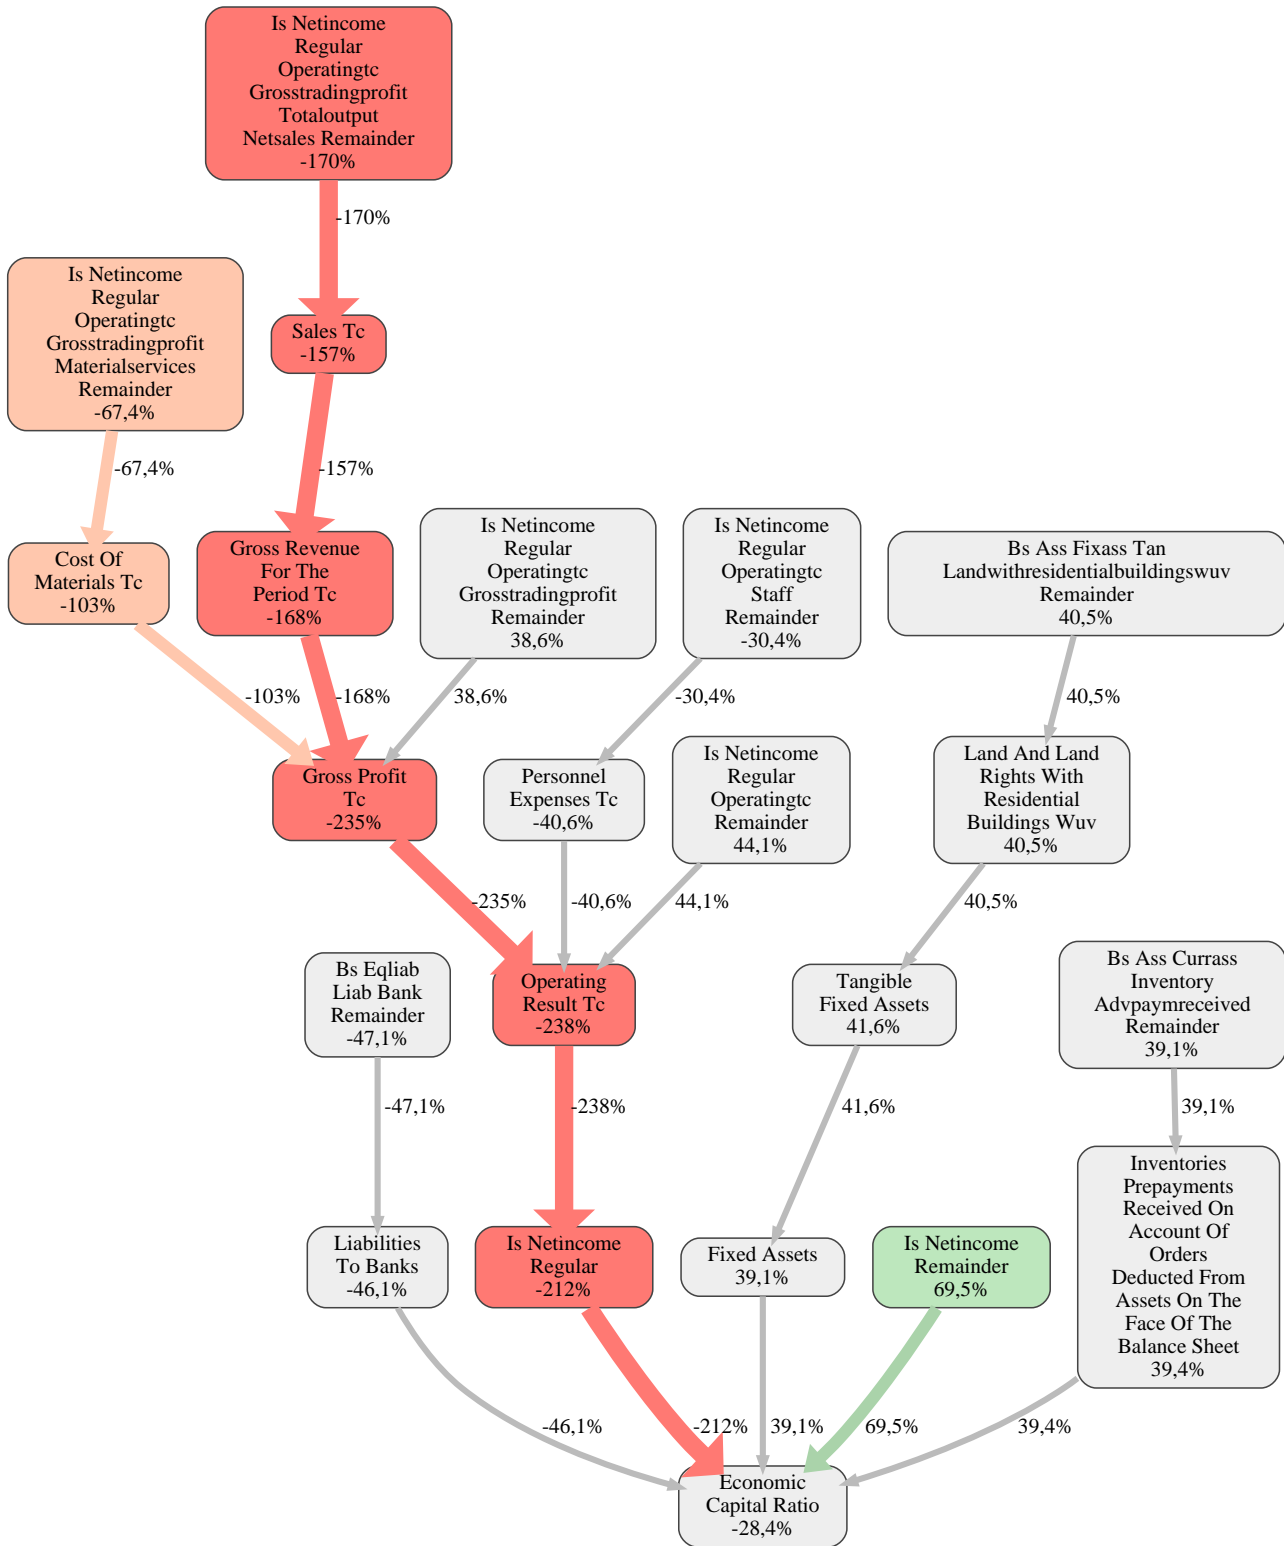 Is Netincome
Regular
Operatingtc
Grosstradingprofit
Totaloutput
Netsales Remainder
-170%
-170%
Is Netincome
Regular
Operatingtc
Grosstradingprofit
Materialservices
Remainder
-67,4%
Sales Tc
-157%
-67,4%
-157%
Cost Of
Materials Tc
-103%
Gross Revenue
For The
Period Tc
-168%
Is Netincome
Regular
Operatingtc
Grosstradingprofit
Remainder
38,6%
Is Netincome
Regular
Operatingtc
Staff
Remainder
-30,4%
Bs Ass Fixass Tan
Landwithresidentialbuildingswuv
Remainder
40,5%
-103%
-168%
38,6%
-30,4%
40,5%
Gross Profit
Tc
-235%
Personnel
Expenses Tc
-40,6%
Is Netincome
Regular
Operatingtc
Remainder
44,1%
Land And Land
Rights With
Residential
Buildings Wuv
40,5%
-235%
-40,6%
44,1%
40,5%
Bs Eqliab
Liab Bank
Remainder
-47,1%
Operating
Result Tc
-238%
Tangible
Fixed Assets
41,6%
Bs Ass Currass
Inventory
Advpaymreceived
Remainder
39,1%
-47,1%
-238%
41,6%
39,1%
Liabilities
To Banks
-46,1%
Is Netincome
Regular
-212%
Fixed Assets
39,1%
Is Netincome
Remainder
69,5%
Inventories
Prepayments
Received On
Account Of
Orders
Deducted From
Assets On The
Face Of The
Balance Sheet
39,4%
-46,1%
-212%
39,1%
69,5%
39,4%
Economic
Capital Ratio
-28,4%